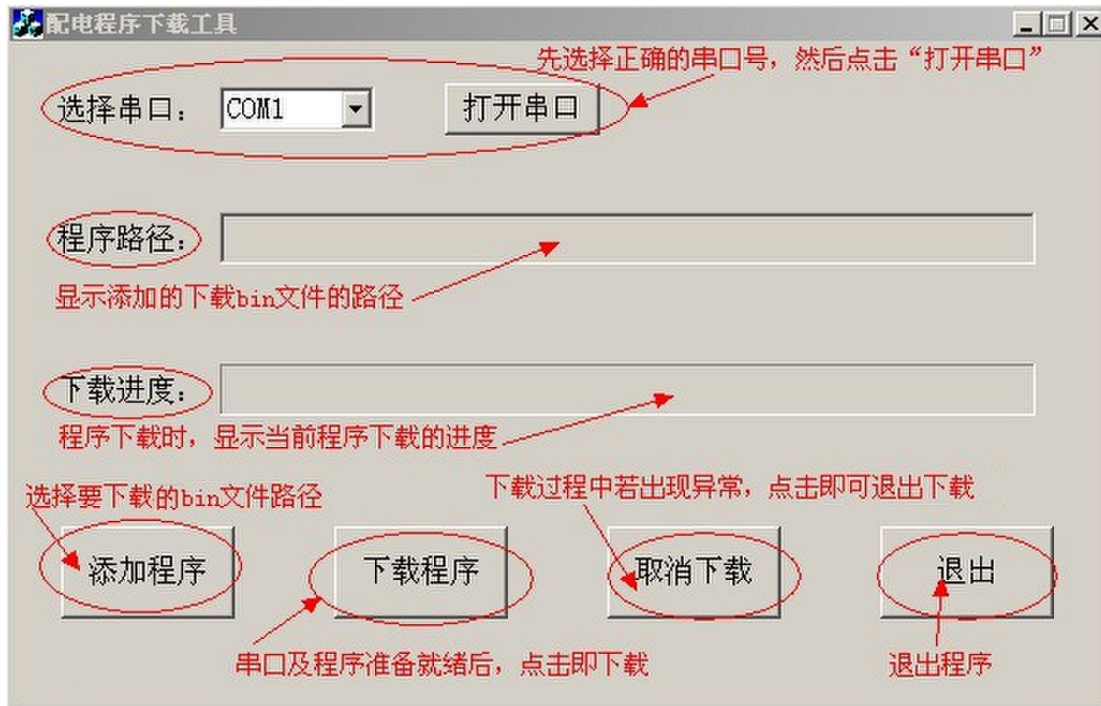 配电程序下载工具
先选择正确的串口号，然后点击“打开串口”
选择串口：
COM1
打开串口
程序路径：
显示添加的下载bin文件的路径
下载进度：
程序下载时，显示当前程序下载的进度
选择要下载的bin文件路径
下载过程中若出现异常，点击即可退出下载
添加程序
下载程序
取消下载
退出
串口及程序准备就绪后，点击即下载
退出程序